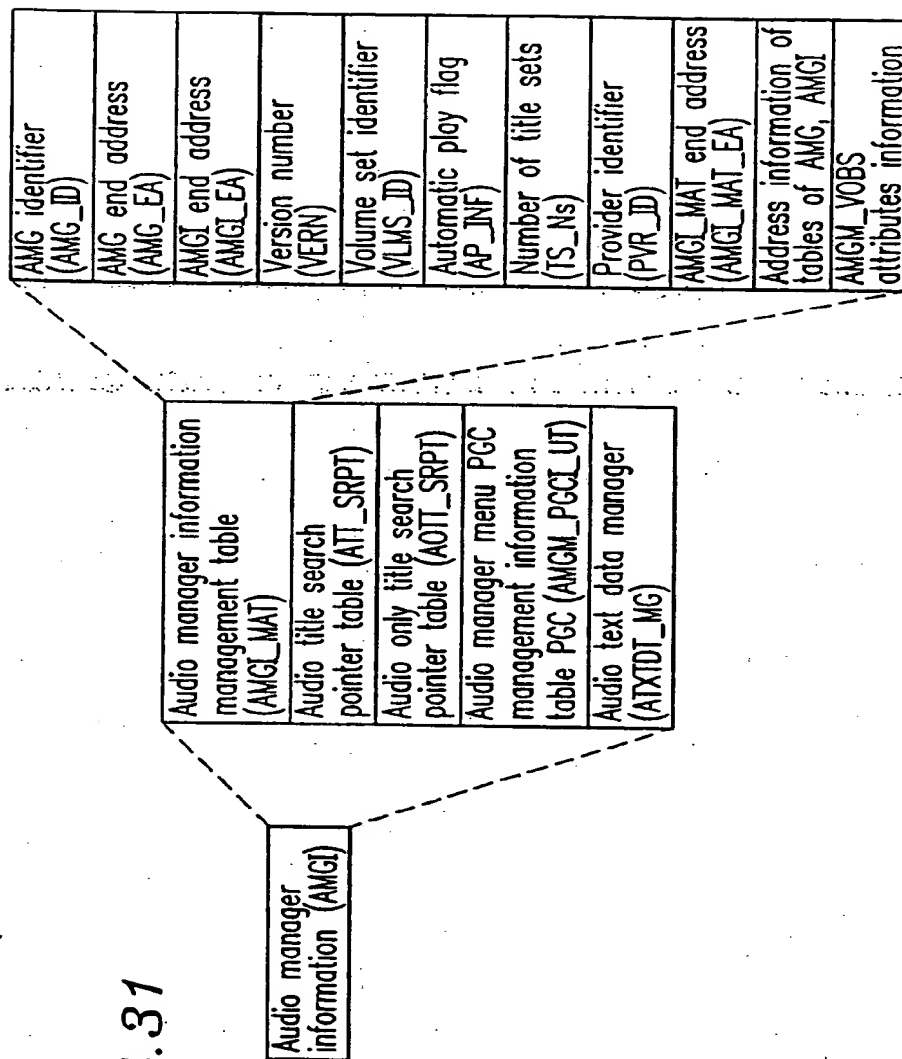 .31
Audio manager
information (AMGI)
Audio manager information
management table
(AMGI_MAT)
Audio title search
pointer table (ATT_SRPT)
Audio only title search
pointer table (AOTT_SRPT)
Audio manager menu PGC
management information
table PGC (AMGM_PGCI_UT)
Audio text data manager
(ATXTDT_MG)
AMG identifier
(AMG_ID)
AMG end address
(AMG_EA)
AMGI end address
(AMGI_EA)
Version number
(VERN)
Volume set identifier
(VLMS_ID)
Automatic play flag
(AP_INF)
Number of title sets
(TS_Ns)
Provider identifier
(PVR_ID)
AMGI_MAT end address
(AMGI_MAT_EA)
Address information of
tables of AMG, AMGI
AMGM_VOBS
attributes information